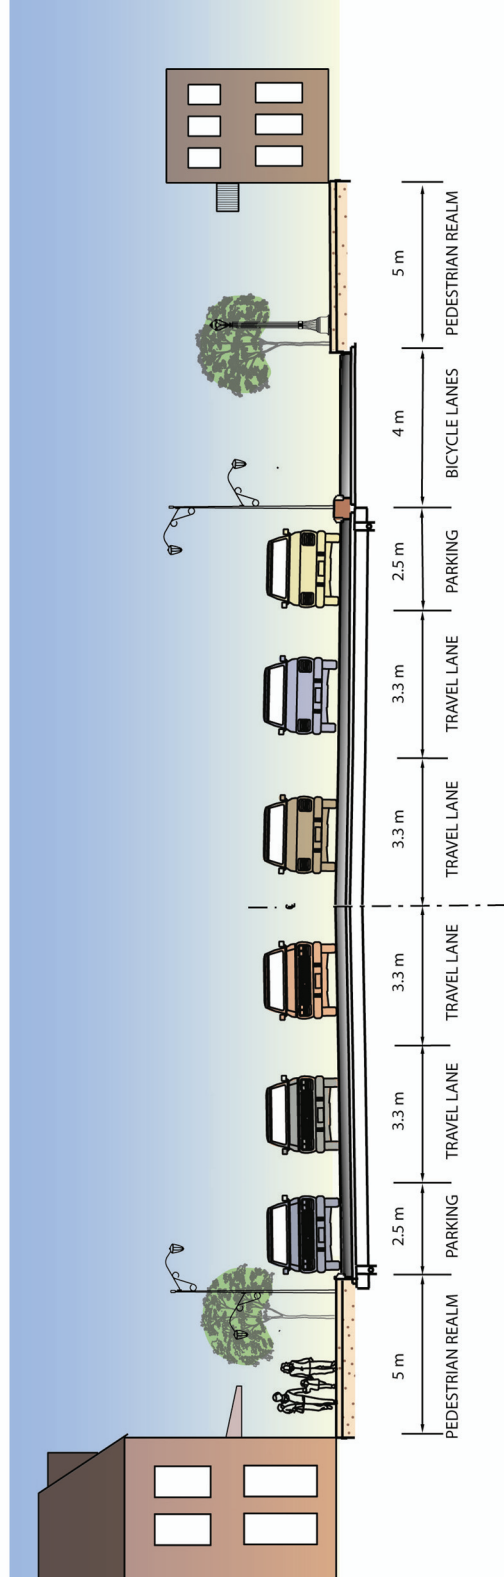 5 m
2.5 m
3.3 m
3.3 m
3.3 m
3.3 m
2.5 m
4 m
5 m
PEDESTRIAN REALM
PARKING
TRAVEL LANE
TRAVEL LANE
TRAVEL LANE
TRAVEL LANE
PARKING
BICYCLE LANES
PEDESTRIAN REALM